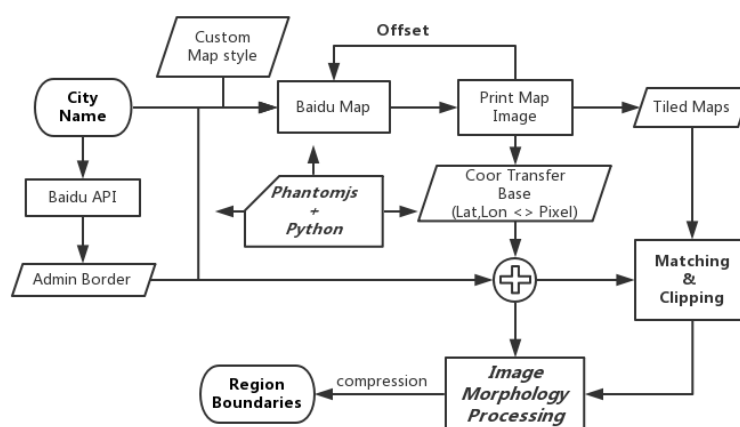 Custom
Map style
Offset
City
Name
Baidu Map
Print Map
Image
Tiled Maps
Baidu API
Phantomjs
+
Python
Coor Transfer
Base
(Lat,Lon <> Pixel)
Admin Border
Matching
&
Clipping
Region
Boundaries
compression
Image
Morphology
Processing